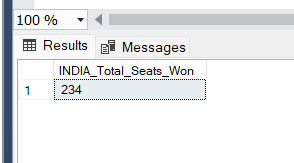 100 %
Results Messages
INDIA_Total_Seats_Won
1 234